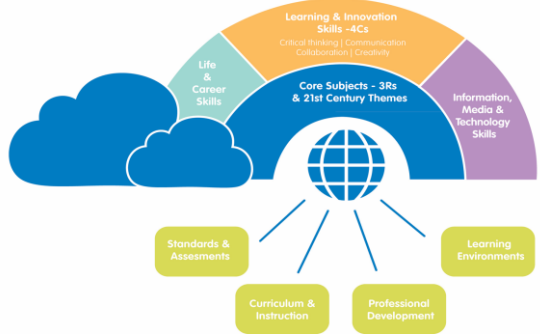 Learning & Innovation
Skills -4Cs
Critical thinking | Communication
Collaboration | Creativity
Life
&
Career
Skills
Core Subjects - 3Rs
& 21st Century Themes
Information,
Media &
Technology
Skills
Standards &
Assesments
Learning
Environments
Curriculum &
Instruction
Professional
Development